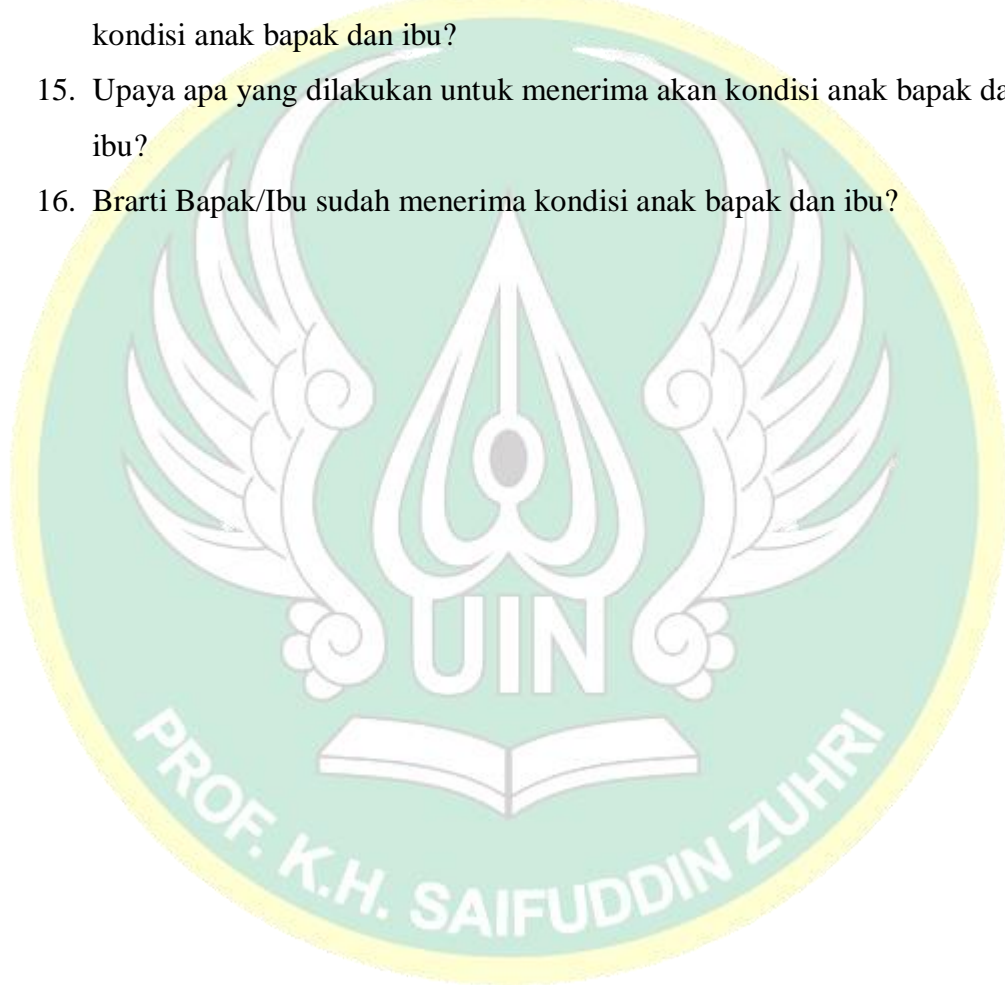 kondisi anak bapak dan ibu?
15. Upaya apa yang dilakukan untuk menerima akan kondisi anak bapak da
ibu?
16. Brarti Bapak/Ibu sudah menerima kondisi anak bapak dan ibu?
UIN
PROF. K.H. SAIFUDDIN ZUHRI